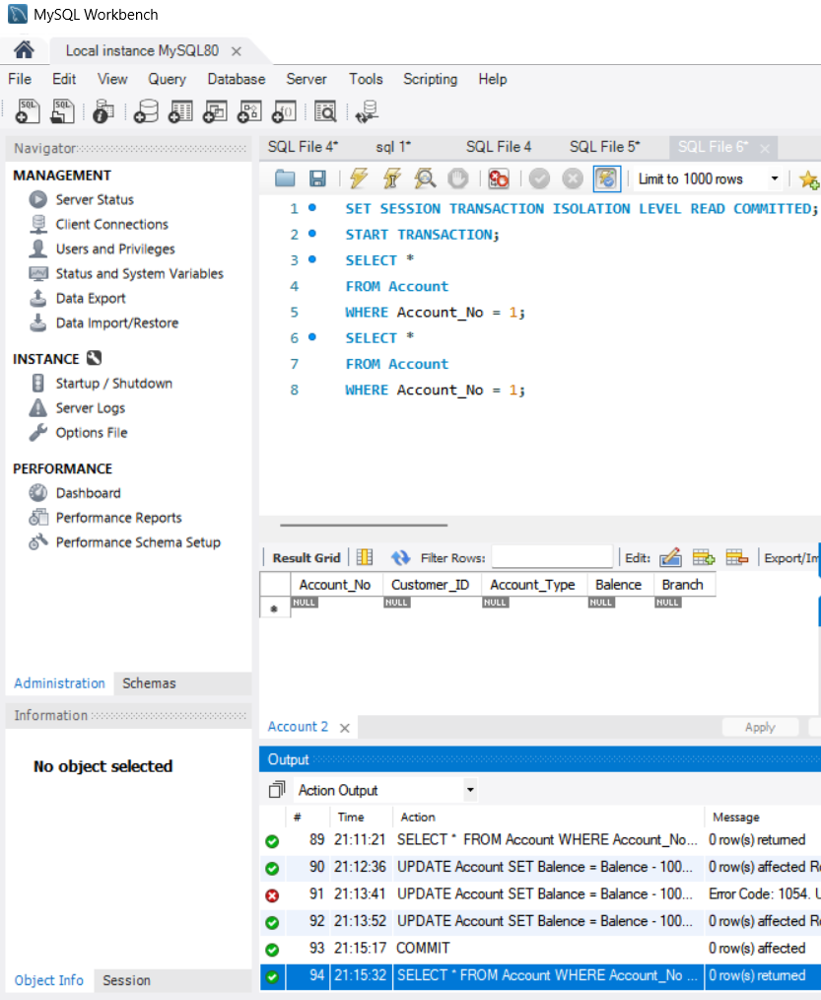 MySQL Workbench
Local instance MySQL80
File Edit View Query Database Server Tools Scripting Help
Navigator
MANAGEMENT
Server Status
Client Connections
Users and Privileges
Status and System Variables
Data Export
Data Import/Restore
INSTANCE
Startup / Shutdown
Server Logs
Options File
PERFORMANCE
Dashboard
Performance Reports
Performance Schema Setup
Administration Schemas
Information
No object selected
Object Info Session
SQL File 4* sql 1* SQL File 4 SQL File 5* SQL File 6*
Limit to 1000 rows
1 SET SESSION TRANSACTION ISOLATION LEVEL READ COMMITTED;
2 START TRANSACTION;
3 SELECT *
4 FROM Account
5 WHERE Account_No = 1;
6 SELECT *
7 FROM Account
8 WHERE Account_No = 1;
Result Grid Filter Rows: Edit: Export/Im
Account_No Customer_ID Account_Type Balence Branch
NULL NULL NULL NULL NULL
Account 2 Apply
Output
Action Output
# Time Action Message
89 21:11:21 SELECT * FROM Account WHERE Account_No... 0 row(s) returned
90 21:12:36 UPDATE Account SET Balence = Balence - 100... 0 row(s) affected R
91 21:13:41 UPDATE Account SET Balence = Balence - 100... Error Code: 1054. U
92 21:13:52 UPDATE Account SET Balence = Balence - 100... 0 row(s) affected R
93 21:15:17 COMMIT 0 row(s) affected
94 21:15:32 SELECT * FROM Account WHERE Account_No ... 0 row(s) returned